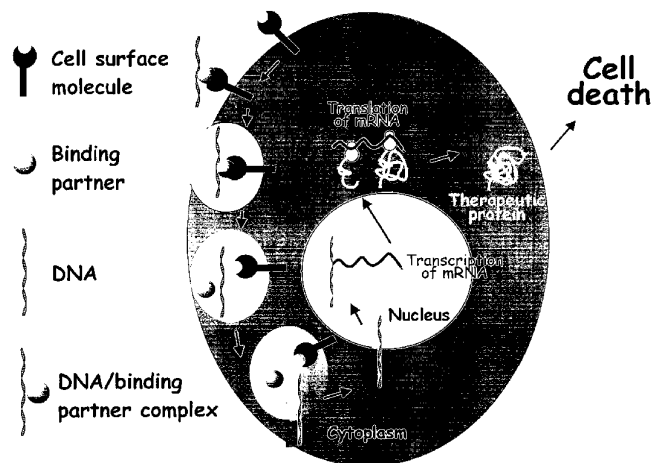 Cell surface
molecule
Binding
partner
DNA
DNA/binding
partner complex
Translation
of mRNA
Therapeutic
protein
Cell
death
Transcription
of mRNA
Nucleus
Cytoplasm